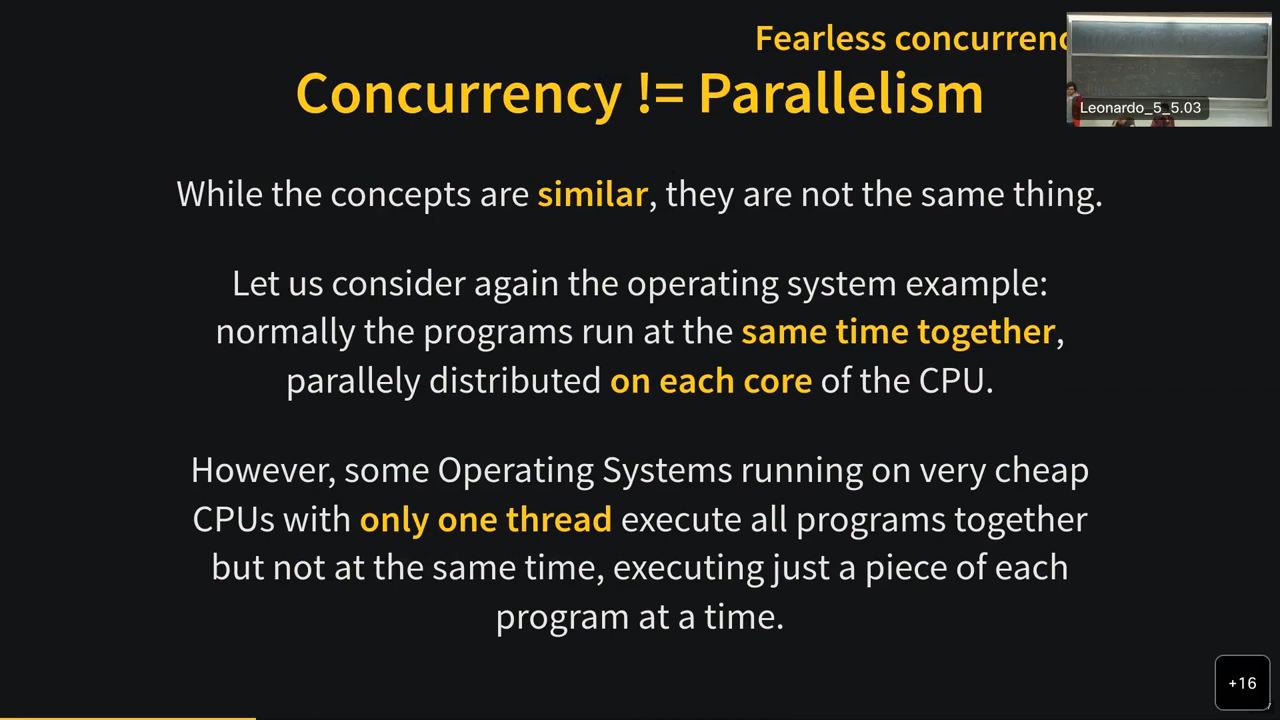 Fearless concurrenc
Concurrency != Parallelism
Leonardo_5_5.03
While the concepts are similar, they are not the same thing.
Let us consider again the operating system example:
normally the programs run at the same time together,
parallely distributed on each core of the CPU.
However, some Operating Systems running on very cheap
CPUs with only one thread execute all programs together
but not at the same time, executing just a piece of each
program at a time.
+16